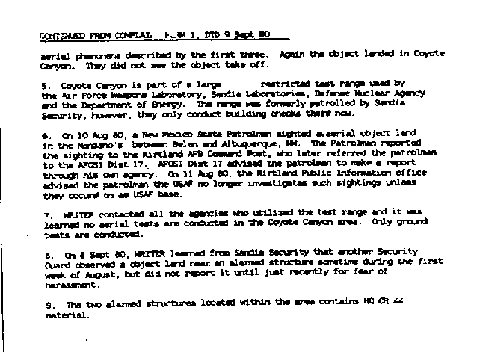 CONTINUED FROM COMPLAINT FORM 1, DTD 9 Sept 80
aerial phenomena described by the first three. Again the object landed in Coyote
Canyon. They did not see the object take off.
5. Coyote Canyon is part of a large restricted test range used by
the Air Force Weapons Laboratory, Sandia Laboratories, Defense Nuclear Agency
and the Department of Energy. The range was formerly patrolled by Sandia
Security, however, they only conduct building checks there now.
6. On 10 Aug 80, a New Mexico State Patrolman sighted aerial object land
in the Manzano's between Belen and Albuquerque, NM. The Patrolman reported
the sighting to the Kirtland AFB Command Post, who later referred the patrolman
to the AFOSI Dist 17. AFOSI Dist 17 advised the patrolman to make a report
through his own agency. On 11 Aug 80, the Kirtland Public Information office
advised the patrolman the USAF no longer investigates such sightings unless
they occurred on an USAF base.
7. WRITER contacted all the agencies who utilized the test range and it was
learned no aerial tests are conducted in the Coyote Canyon area. Only ground
tests are conducted.
8. On 8 Sept 80, WRITER learned from Sandia Security that another Security
Guard observed a object land near an alarmed structure sometime during the first
week of August, but did not report it until just recently for fear of
harassment.
9. The two alarmed structures located within the area contains HQ CR 44
material.